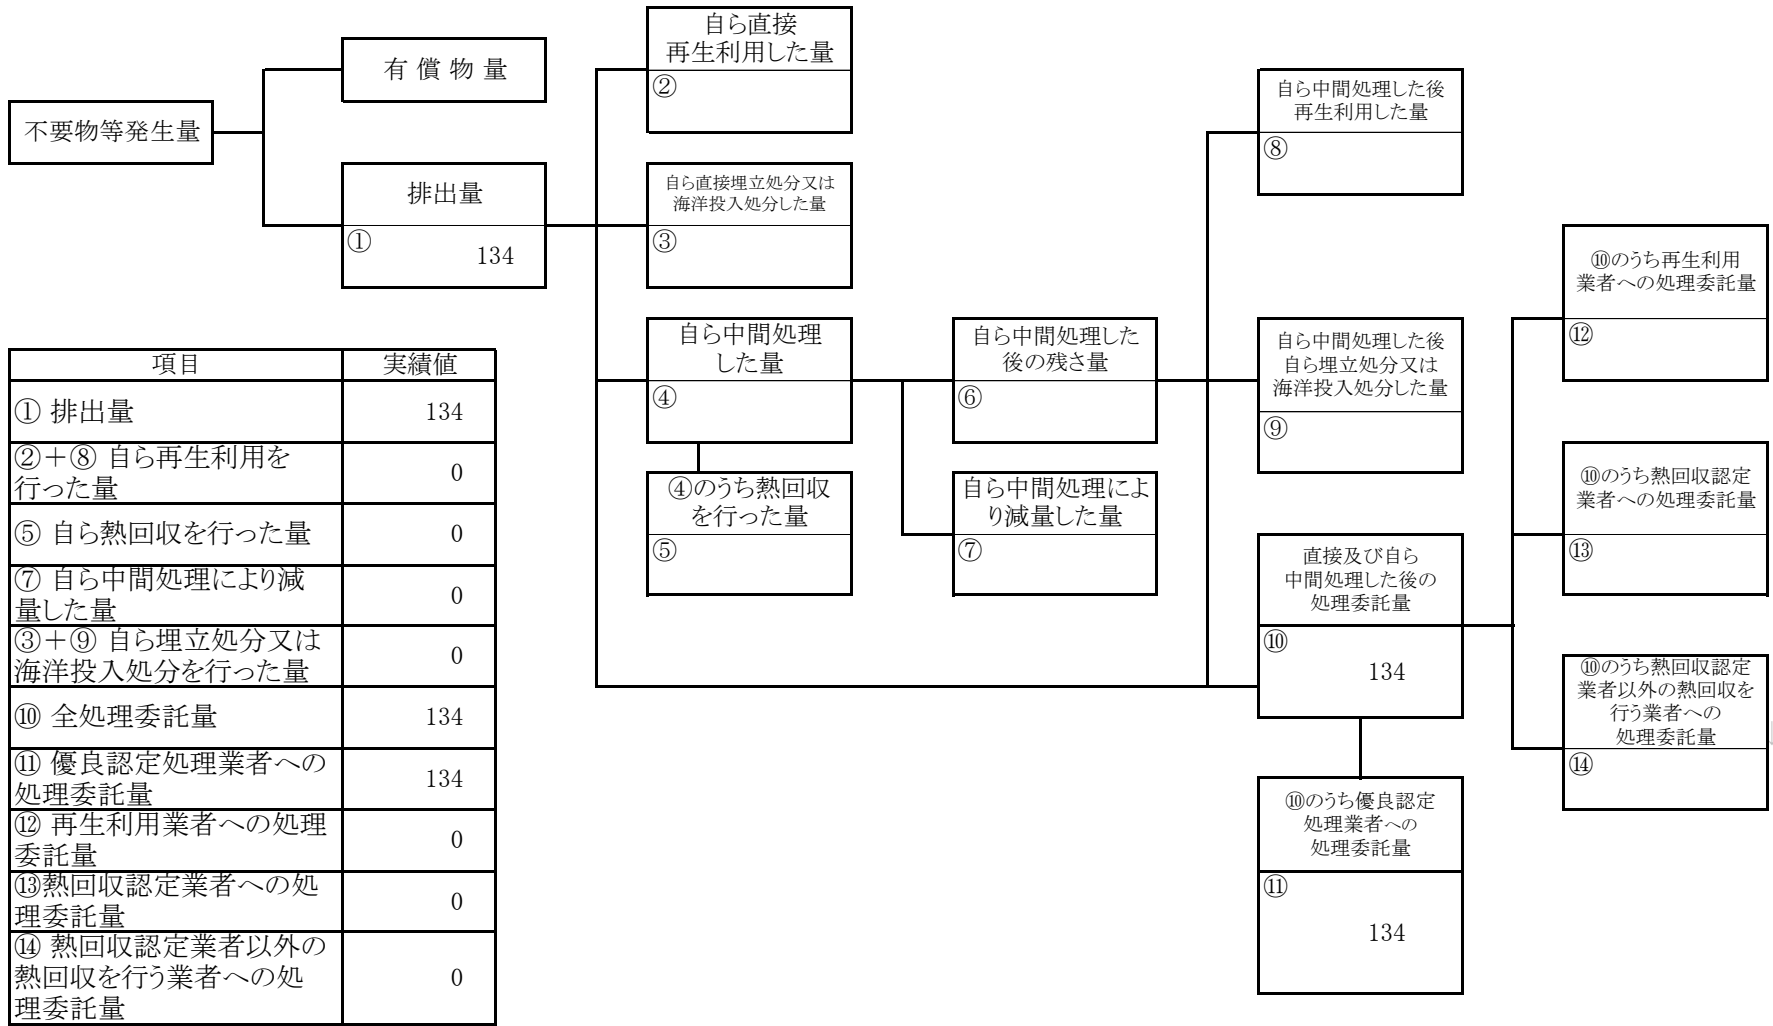 不要物等発生量
有償物量
排出量
①
134
自ら直接
再生利用した量
②
自ら直接埋立処分又は
海洋投入処分した量
③
自ら中間処理
した量
④
④のうち熱回収
を行った量
⑤
自ら中間処理した
後の残さ量
⑥
自ら中間処理によ
り減量した量
⑦
自ら中間処理した後
再生利用した量
⑧
自ら中間処理した後
自ら埋立処分又は
海洋投入処分した量
⑨
直接及び自ら
中間処理した後の
処理委託量
⑩
134
⑩のうち優良認定
処理業者への
処理委託量
⑪
134
⑩のうち再生利用
業者への処理委託量
⑫
⑩のうち熱回収認定
業者への処理委託量
⑬
⑩のうち熱回収認定
業者以外の熱回収を
行う業者への
処理委託量
⑭
項目 実績値
① 排出量 134
②＋⑧ 自ら再生利用を
行った量 0
⑤ 自ら熱回収を行った量 0
⑦ 自ら中間処理により減
量した量 0
③＋⑨ 自ら埋立処分又は
海洋投入処分を行った量 0
⑩ 全処理委託量 134
⑪ 優良認定処理業者への
処理委託量 134
⑫ 再生利用業者への処理
委託量 0
⑬熱回収認定業者への処
理委託量 0
⑭ 熱回収認定業者以外の
熱回収を行う業者への処
理委託量 0